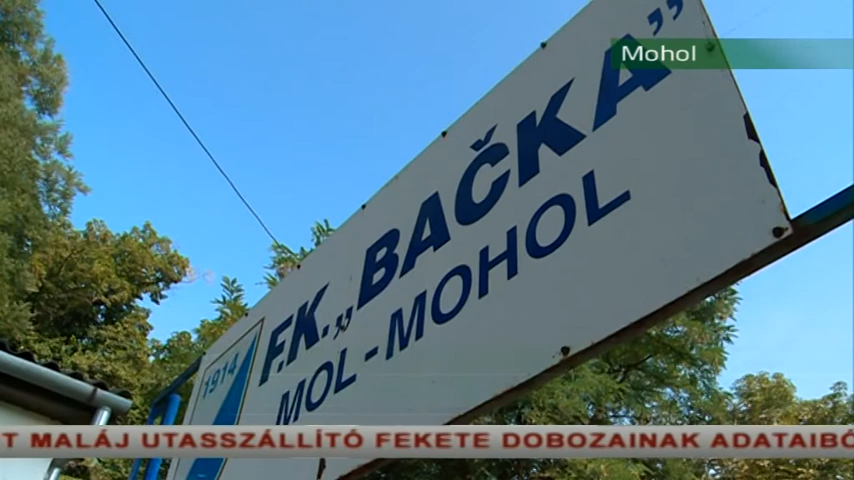 Mohol
F.K. „BAČKA”
MOL-MOHOL
1914
T MALÁJ UTASSZÁLLÍTÓ FEKETE DOBOZAINAK ADATAIBÓ